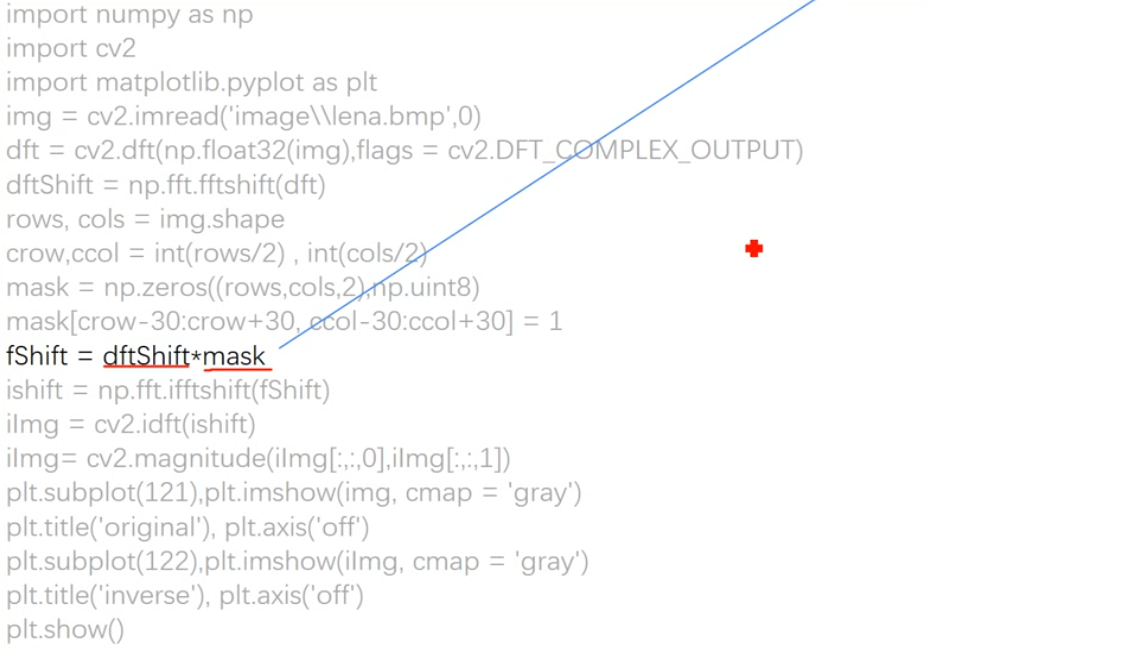 import numpy as np
import cv2
import matplotlib.pyplot as plt
img = cv2.imread('image\\lena.bmp',0)
dft = cv2.dft(np.float32(img),flags = cv2.DFT_COMPLEX_OUTPUT)
dftShift = np.fft.fftshift(dft)
rows, cols = img.shape
crow,ccol = int(rows/2) , int(cols/2)
mask = np.zeros((rows,cols,2),np.uint8)
mask[crow-30:crow+30, ccol-30:ccol+30] = 1
fShift = dftShift*mask
ishift = np.fft.ifftshift(fShift)
iImg = cv2.idft(ishift)
iImg= cv2.magnitude(iImg[:,:,0],iImg[:,:,1])
plt.subplot(121),plt.imshow(img, cmap = 'gray')
plt.title('original'), plt.axis('off')
plt.subplot(122),plt.imshow(iImg, cmap = 'gray')
plt.title('inverse'), plt.axis('off')
plt.show()